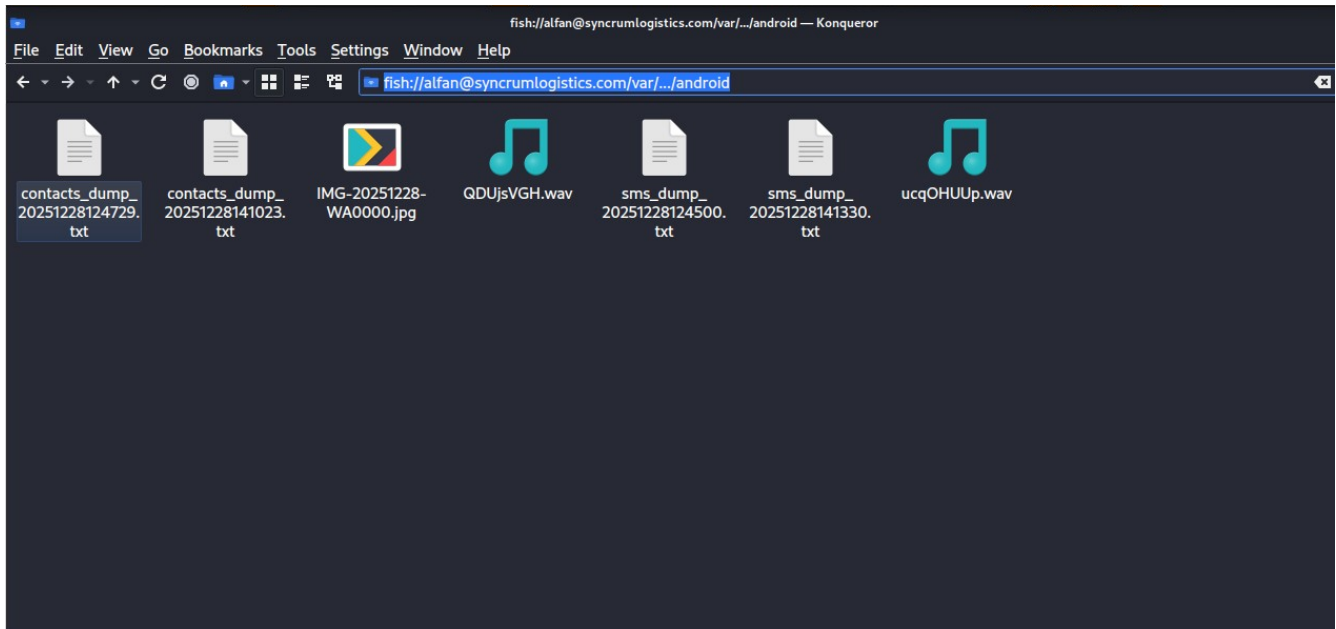 fish://alfan@syncrumlogistics.com/var/.../android — Konqueror
File Edit View Go Bookmarks Tools Settings Window Help
fish://alfan@syncrumlogistics.com/var/.../android
contacts_dump_
20251228124729.
txt
contacts_dump_
20251228141023.
txt
IMG-20251228-
WA0000.jpg
QDUjsVGH.wav
sms_dump_
20251228124500.
txt
sms_dump_
20251228141330.
txt
ucqOHUUp.wav